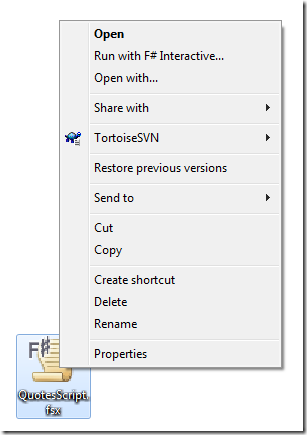 Open
Run with F# Interactive...
Open with...
Share with
TortoiseSVN
Restore previous versions
Send to
Cut
Copy
Create shortcut
Delete
Rename
Properties
F#
QuotesScript.
fsx